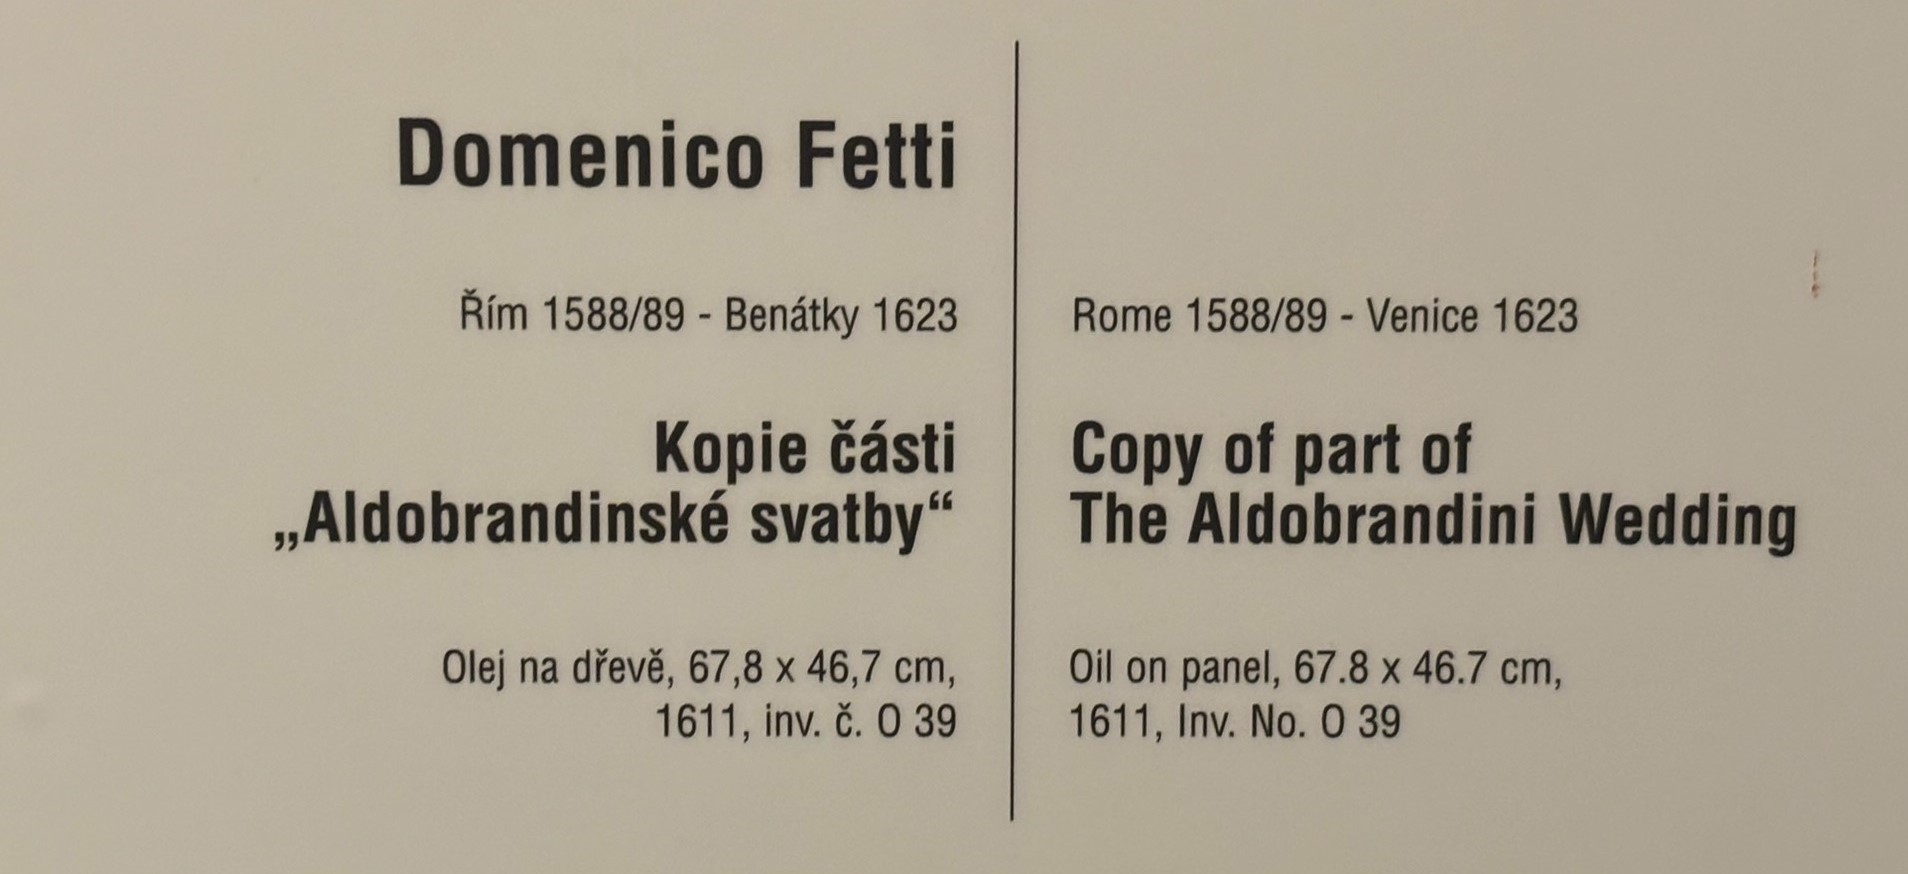 Domenico Fetti
Řím 1588/89 - Benátky 1623
Kopie části
„Aldobrandinské svatby“
Olej na dřevě, 67,8 x 46,7 cm,
1611, inv. č. O 39
Rome 1588/89 - Venice 1623
Copy of part of
The Aldobrandini Wedding
Oil on panel, 67.8 x 46.7 cm,
1611, Inv. No. O 39